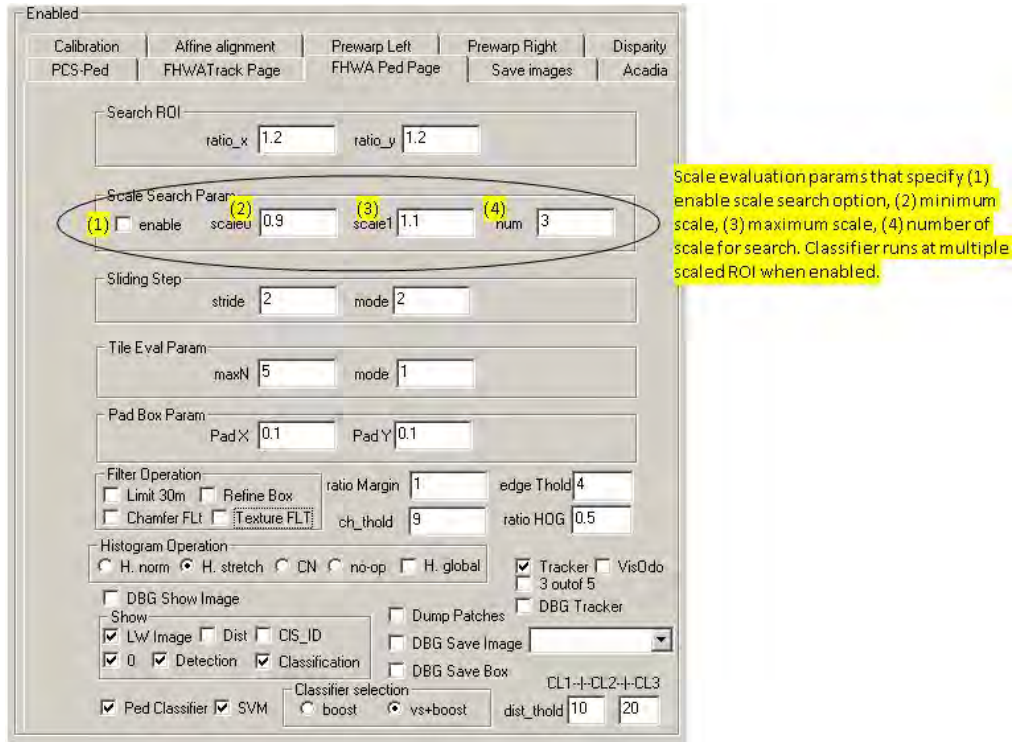 Enabled
Calibration Affine alignment Prewarp Left Prewarp Right Disparity
PCS-Ped FHWATrack Page FHWA Ped Page Save images Acadia
Search ROI
ratio_x 1.2 ratio_y 1.2
Scale Search Param
(1) enable (2) scale0 0.9 (3) scale1 1.1 (4) num 3
Scale evaluation params that specify (1)
enable scale search option, (2) minimum
scale, (3) maximum scale, (4) number of
scale for search. Classifier runs at multiple
scaled ROI when enabled.
Sliding Step
stride 2 mode 2
Tile Eval Param
maxN 5 mode 1
Pad Box Param
Pad X 0.1 Pad Y 0.1
Filter Operation
Limit 30m Refine Box ratio Margin 1 edge Thold 4
Chamfer FLt Texture FLT ch_thold 9 ratio HOG 0.5
Histogram Operation
H. norm H. stretch CN no-op H. global Tracker VisOdo
3 outof 5
DBG Show Image DBG Tracker
Show Dump Patches
LW Image Dist CIS_ID DBG Save Image
0 Detection Classification DBG Save Box
Classifier selection CL1--|--CL2--|--CL3
Ped Classifier SVM boost vs+boost dist_thold 10 20